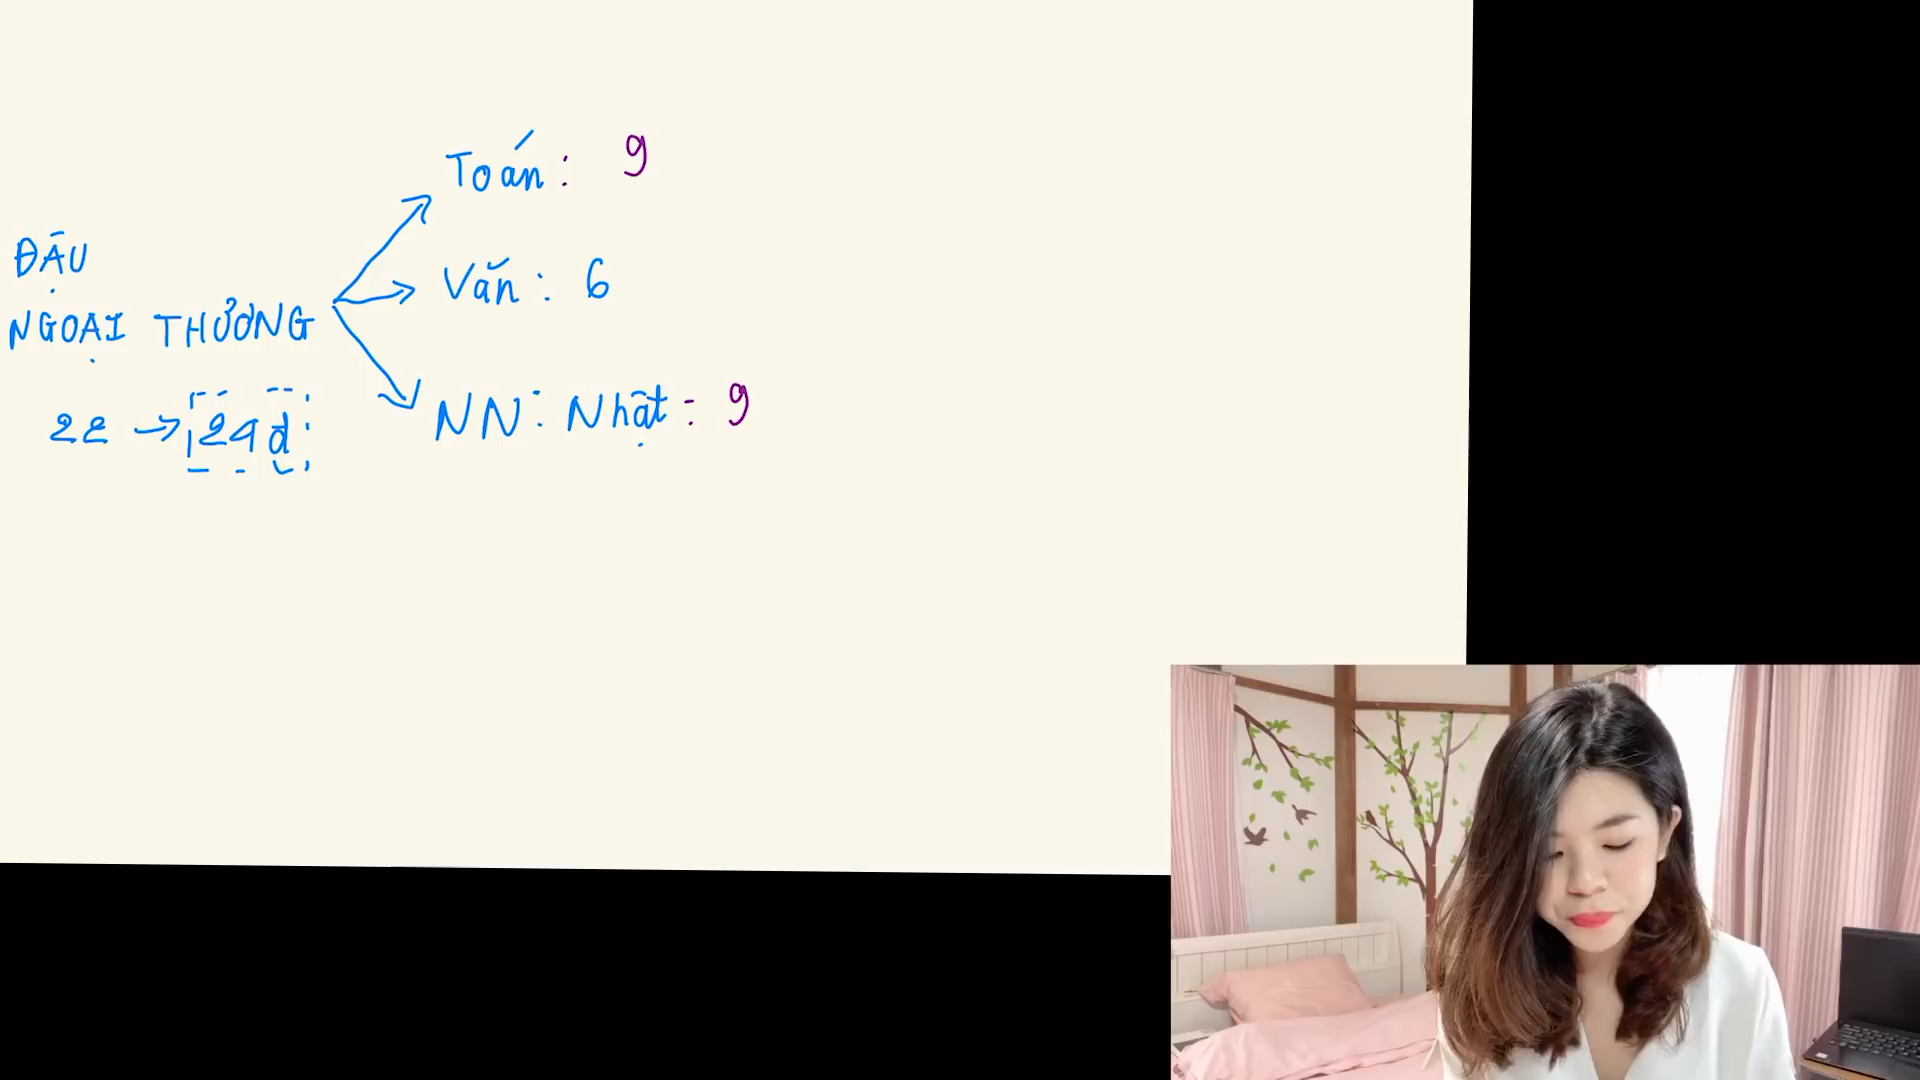 ĐẬU
NGOẠI THƯƠNG
22 → 24đ
Toán: 9
Văn: 6
NN: Nhật: 9